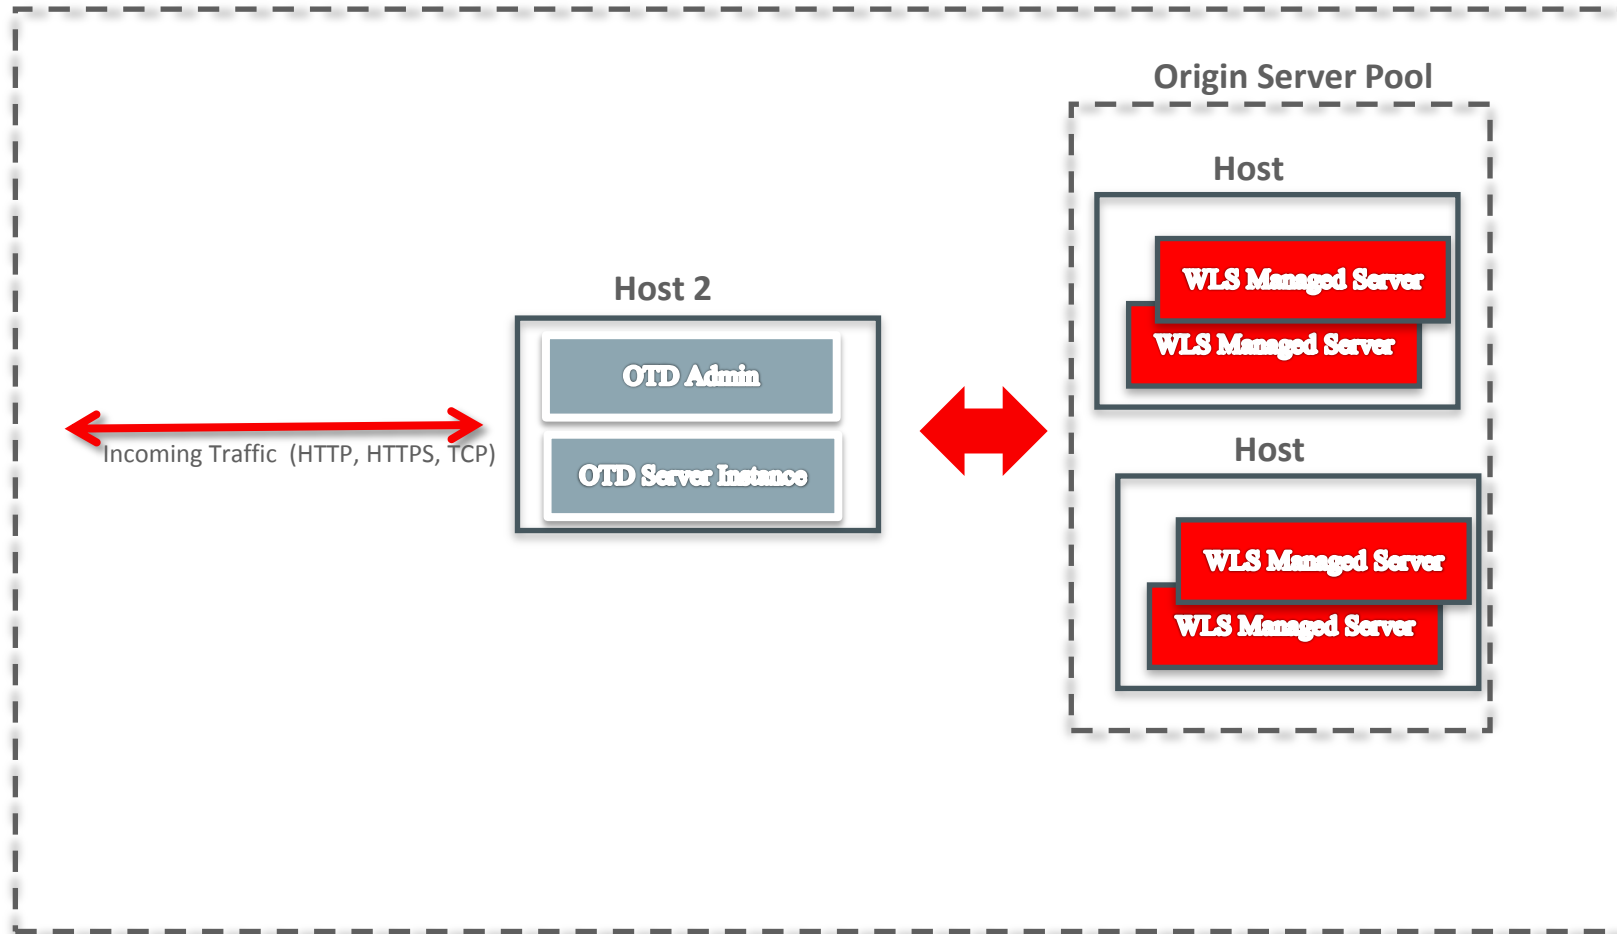 Origin Server Pool
Host
WLS Managed Server
WLS Managed Server
Host 2
OTD Admin
OTD Server Instance
Incoming Traffic (HTTP, HTTPS, TCP)
Host
WLS Managed Server
WLS Managed Server